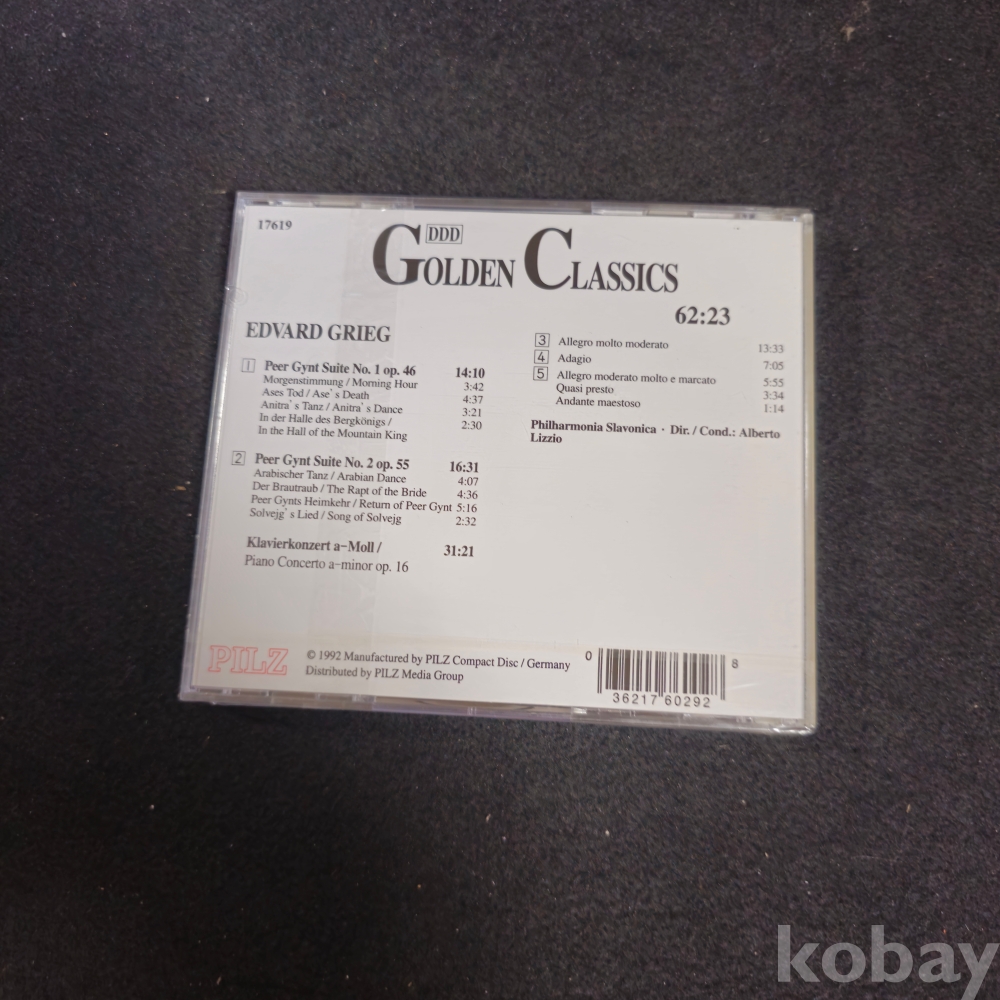 17619
DDD
GOLDEN CLASSICS
62:23
EDVARD GRIEG
1 Peer Gynt Suite No. 1 op. 46 14:10
Morgenstimmung / Morning Hour 3:42
Ases Tod / Ase`s Death 4:37
Anitra`s Tanz / Anitra`s Dance 3:21
In der Halle des Bergkönigs / 2:30
In the Hall of the Mountain King
2 Peer Gynt Suite No. 2 op. 55 16:31
Arabischer Tanz / Arabian Dance 4:07
Der Brautraub / The Rapt of the Bride 4:36
Peer Gynts Heimkehr / Return of Peer Gynt 5:16
Solvejg`s Lied / Song of Solvejg 2:32
Klavierkonzert a-Moll / 31:21
Piano Concerto a-minor op. 16
3 Allegro molto moderato 13:33
4 Adagio 7:05
5 Allegro moderato molto e marcato 5:55
Quasi presto 3:34
Andante maestoso 1:14
Philharmonia Slavonica · Dir. / Cond.: Alberto
Lizzio
PILZ
© 1992 Manufactured by PILZ Compact Disc / Germany
Distributed by PILZ Media Group
0 36217 60292 8
kobay